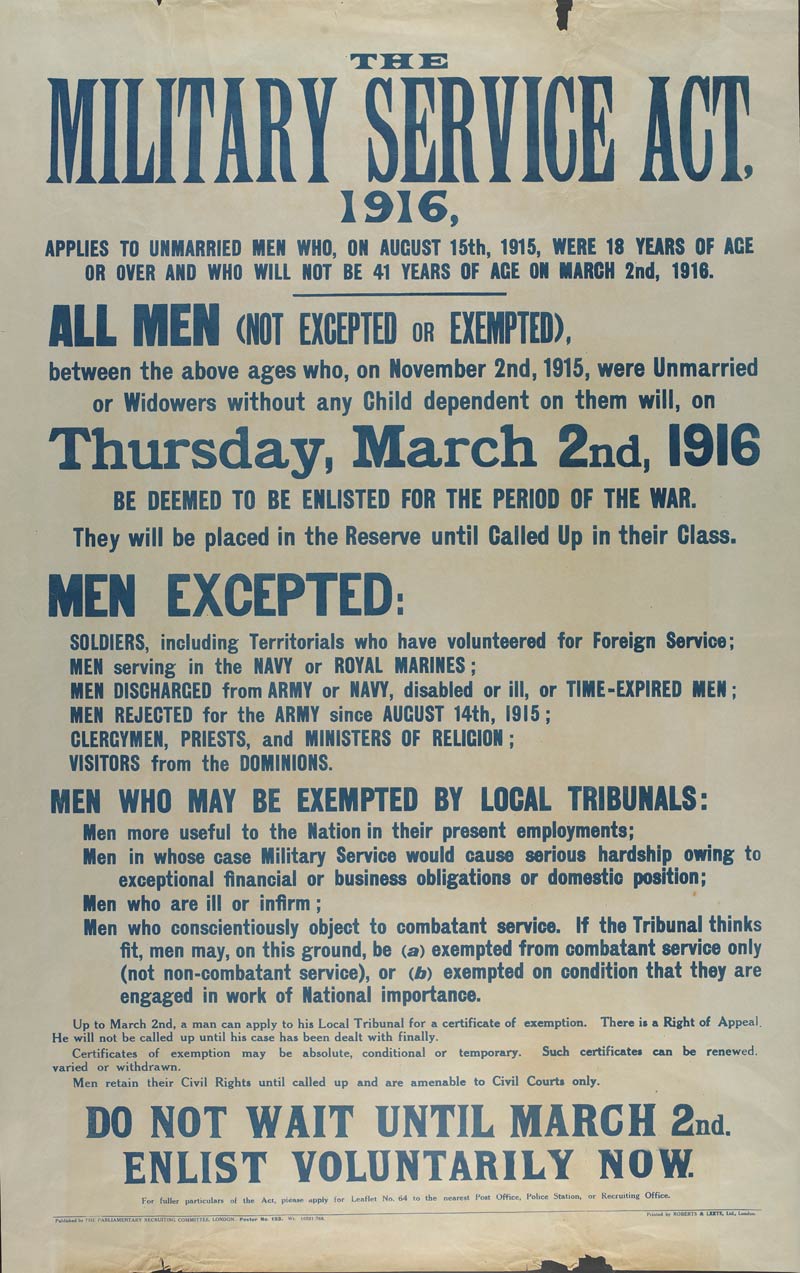 THE
MILITARY SERVICE ACT,
1916,
APPLIES TO UNMARRIED MEN WHO, ON AUGUST 15th, 1915, WERE 18 YEARS OF AGE
OR OVER AND WHO WILL NOT BE 41 YEARS OF AGE ON MARCH 2nd, 1916.
ALL MEN (NOT EXCEPTED OR EXEMPTED),
between the above ages who, on November 2nd, 1915, were Unmarried
or Widowers without any Child dependent on them will, on
Thursday, March 2nd, 1916
BE DEEMED TO BE ENLISTED FOR THE PERIOD OF THE WAR.
They will be placed in the Reserve until Called Up in their Class.
MEN EXCEPTED:
SOLDIERS, including Territorials who have volunteered for Foreign Service;
MEN serving in the NAVY or ROYAL MARINES;
MEN DISCHARGED from ARMY or NAVY, disabled or ill, or TIME-EXPIRED MEN;
MEN REJECTED for the ARMY since AUGUST 14th, 1915;
CLERGYMEN, PRIESTS, and MINISTERS OF RELIGION;
VISITORS from the DOMINIONS.
MEN WHO MAY BE EXEMPTED BY LOCAL TRIBUNALS:
Men more useful to the Nation in their present employments;
Men in whose case Military Service would cause serious hardship owing to
exceptional financial or business obligations or domestic position;
Men who are ill or infirm;
Men who conscientiously object to combatant service. If the Tribunal thinks
fit, men may, on this ground, be (a) exempted from combatant service only
(not non-combatant service), or (b) exempted on condition that they are
engaged in work of National importance.
Up to March 2nd, a man can apply to his Local Tribunal for a certificate of exemption. There is a Right of Appeal.
He will not be called up until his case has been dealt with finally.
Certificates of exemption may be absolute, conditional or temporary. Such certificates can be renewed.
varied or withdrawn.
Men retain their Civil Rights until called up and are amenable to Civil Courts only.
DO NOT WAIT UNTIL MARCH 2nd.
ENLIST VOLUNTARILY NOW.
For fuller particulars of the Act, please apply for Leaflet No. 64 to the nearest Post Office, Police Station, or Recruiting Office.
Published by THE PARLIAMENTARY RECRUITING COMMITTEE, LONDON. Poster No. 153. Wt.
Printed by ROBERTS & LEETE, Ltd., London.